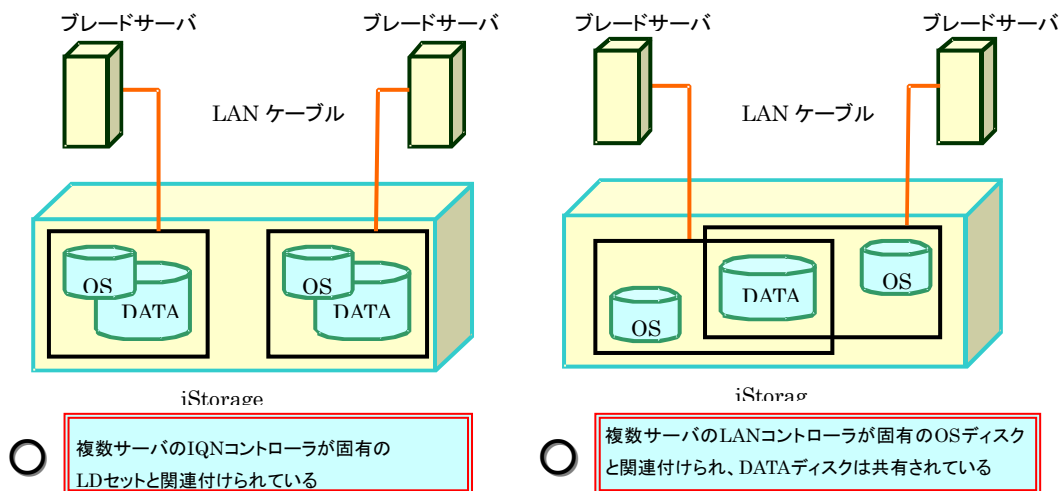 ブレードサーバ
ブレードサーバ
LAN ケーブル
OS
DATA
OS
DATA
iStorage
複数サーバのIQNコントローラが固有の
LDセットと関連付けられている
ブレードサーバ
ブレードサーバ
LAN ケーブル
OS
DATA
OS
iStorag
複数サーバのLANコントローラが固有のOSディスク
と関連付けられ、DATAディスクは共有されている